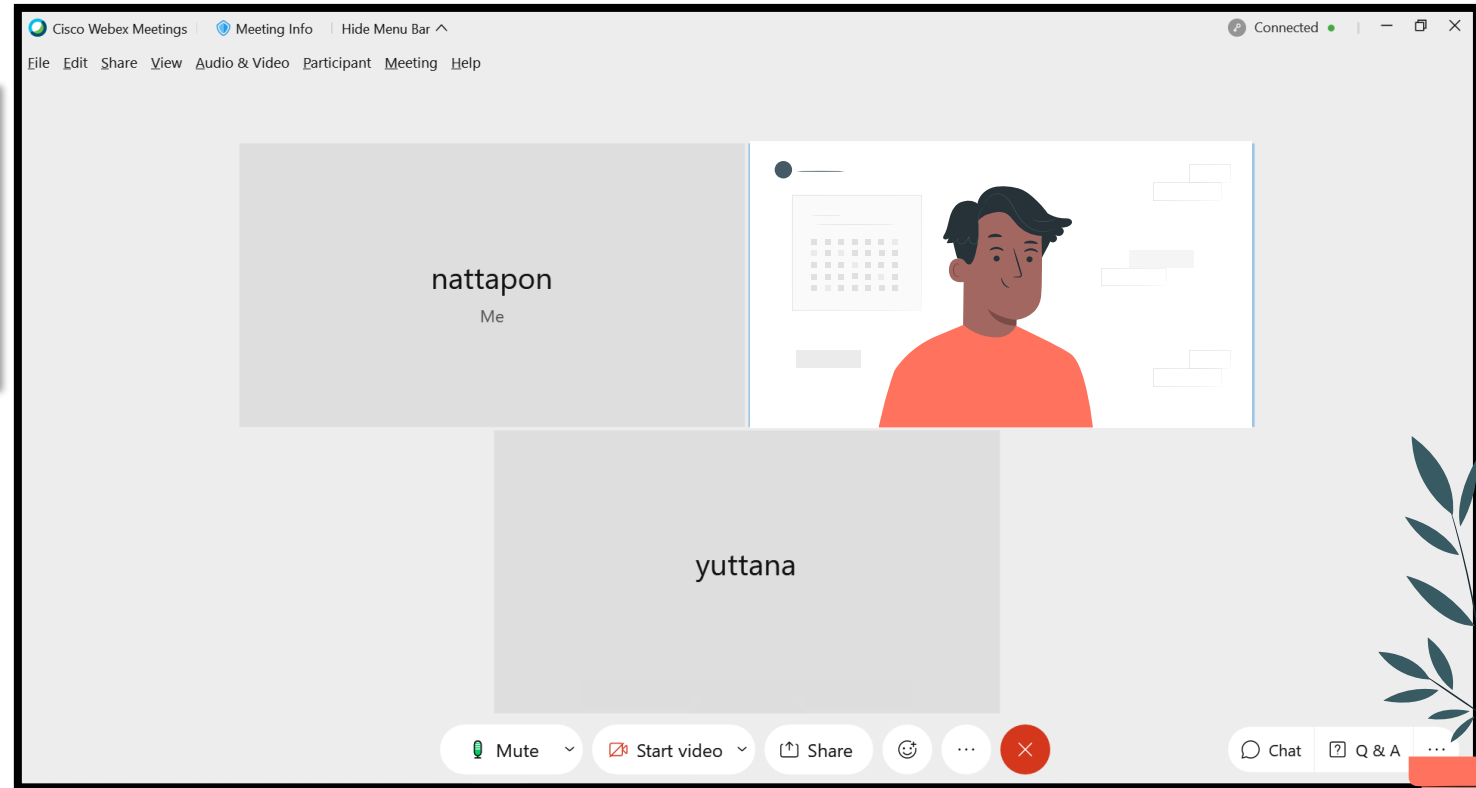 Cisco Webex Meetings Meeting Info Hide Menu Bar Connected
File Edit Share View Audio & Video Participant Meeting Help
nattapon
Me
yuttana
Mute Start video Share ... Chat Q & A ...